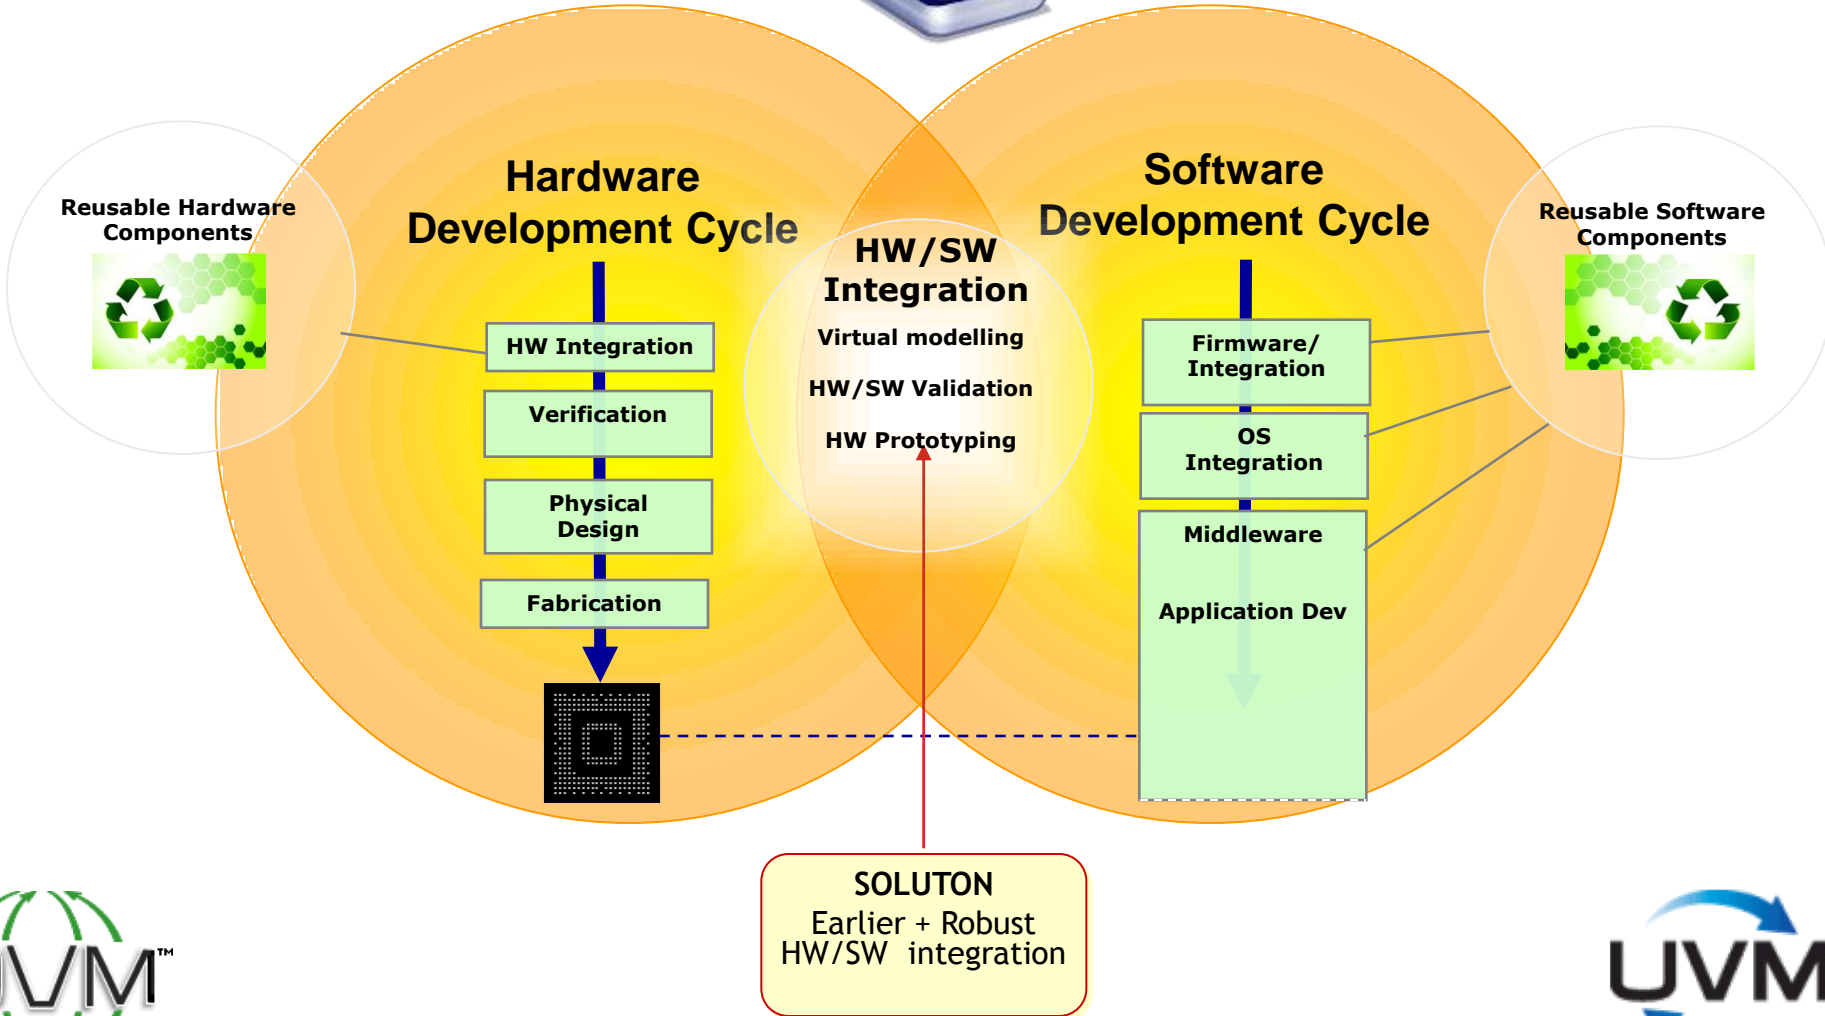 Hardware
Development Cycle
Software
Development Cycle
Reusable Hardware
Components
HW/SW
Integration
Virtual modelling
HW/SW Validation
HW Prototyping
Reusable Software
Components
HW Integration
Verification
Physical
Design
Fabrication
Firmware/
Integration
OS
Integration
Middleware
Application Dev
SOLUTON
Earlier + Robust
HW/SW integration
UVM™
UVM